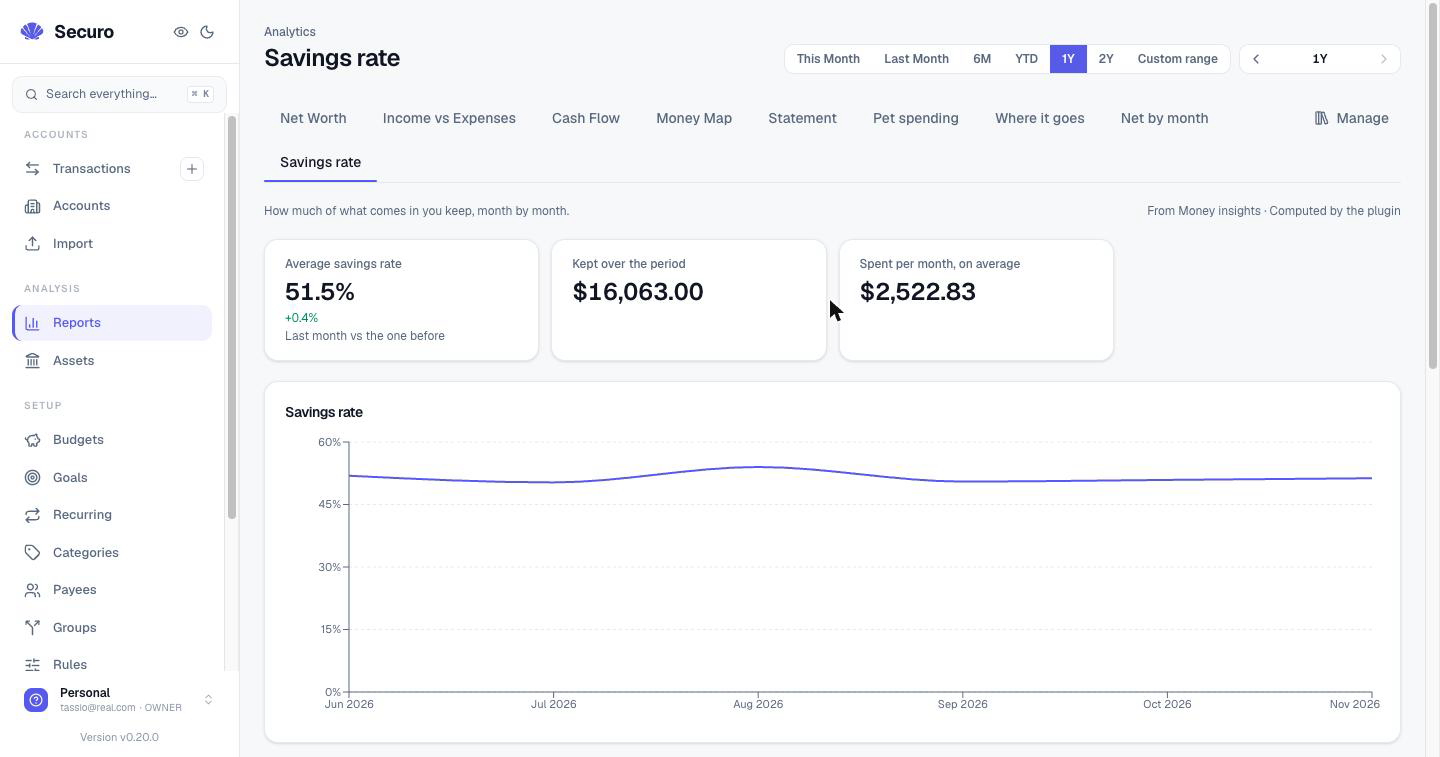 Securo
Search everything...
⌘ K
ACCOUNTS
Transactions
Accounts
Import
ANALYSIS
Reports
Assets
SETUP
Budgets
Goals
Recurring
Categories
Payees
Groups
Rules
Personal
tassio@real.com · OWNER
Version v0.20.0
Analytics
Savings rate
This Month Last Month 6M YTD 1Y 2Y Custom range
1Y
Net Worth Income vs Expenses Cash Flow Money Map Statement Pet spending Where it goes Net by month Manage
Savings rate
How much of what comes in you keep, month by month.
From Money insights · Computed by the plugin
Average savings rate
51.5%
+0.4%
Last month vs the one before
Kept over the period
$16,063.00
Spent per month, on average
$2,522.83
Savings rate
60%
45%
30%
15%
0%
Jun 2026 Jul 2026 Aug 2026 Sep 2026 Oct 2026 Nov 2026